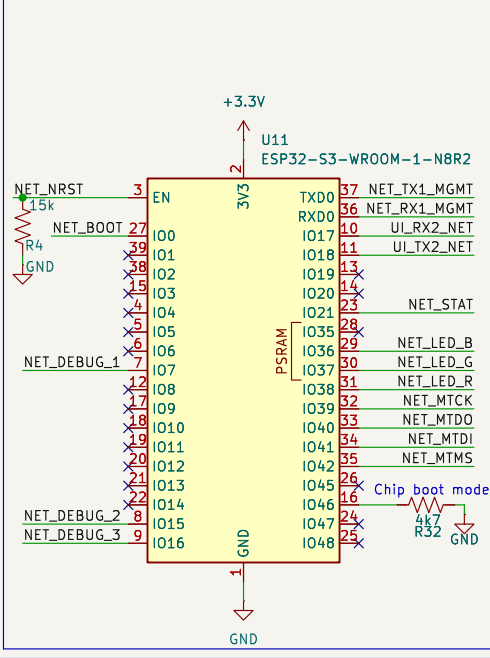 +3.3V
U11
ESP32-S3-WROOM-1-N8R2
2
3V3
NET_NRST 3 EN
15k
R4
GND
NET_BOOT 27 IO0
39 IO1
38 IO2
15 IO3
4 IO4
5 IO5
6 IO6
NET_DEBUG_1 7 IO7
12 IO8
17 IO9
18 IO10
19 IO11
20 IO12
21 IO13
22 IO14
NET_DEBUG_2 8 IO15
NET_DEBUG_3 9 IO16
TXD0 37 NET_TX1_MGMT
RXD0 36 NET_RX1_MGMT
IO17 10 UI_RX2_NET
IO18 11 UI_TX2_NET
IO19 13
IO20 14
IO21 23 NET_STAT
PSRAM
IO35 28
IO36 29 NET_LED_B
IO37 30 NET_LED_G
IO38 31 NET_LED_R
IO39 32 NET_MTCK
IO40 33 NET_MTDO
IO41 34 NET_MTDI
IO42 35 NET_MTMS
IO45 26
Chip boot mode
IO46 16
4k7
R32
GND
IO47 24
IO48 25
GND
1
GND